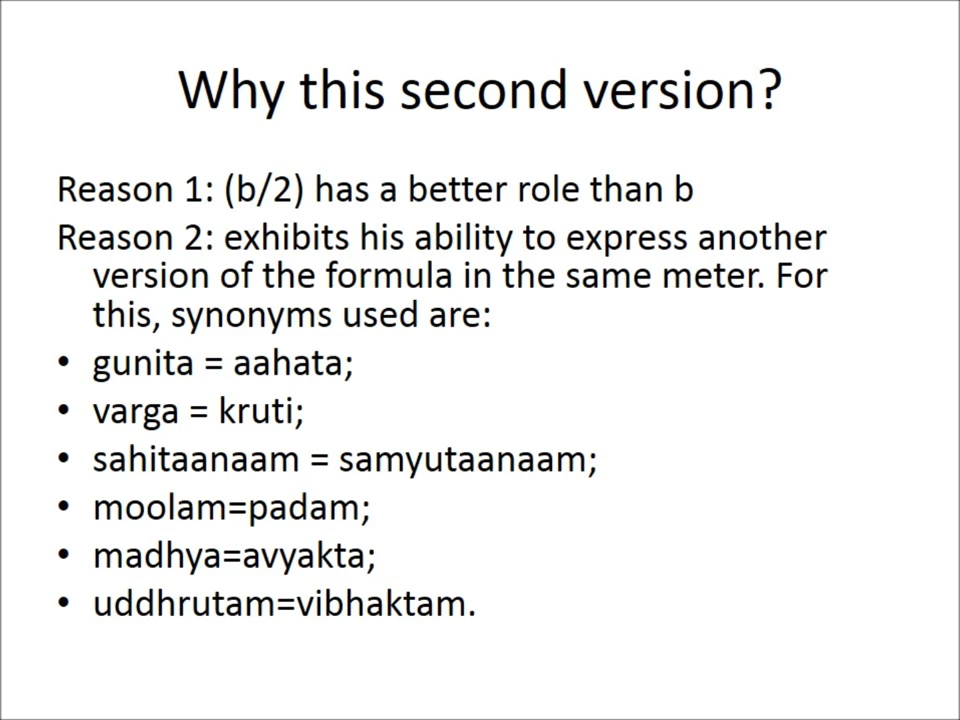 Why this second version?
Reason 1: (b/2) has a better role than b
Reason 2: exhibits his ability to express another
version of the formula in the same meter. For
this, synonyms used are:
• gunita = aahata;
• varga = kruti;
• sahitaanaam = samyutaanaam;
• moolam=padam;
• madhya=avyakta;
• uddhrutam=vibhaktam.